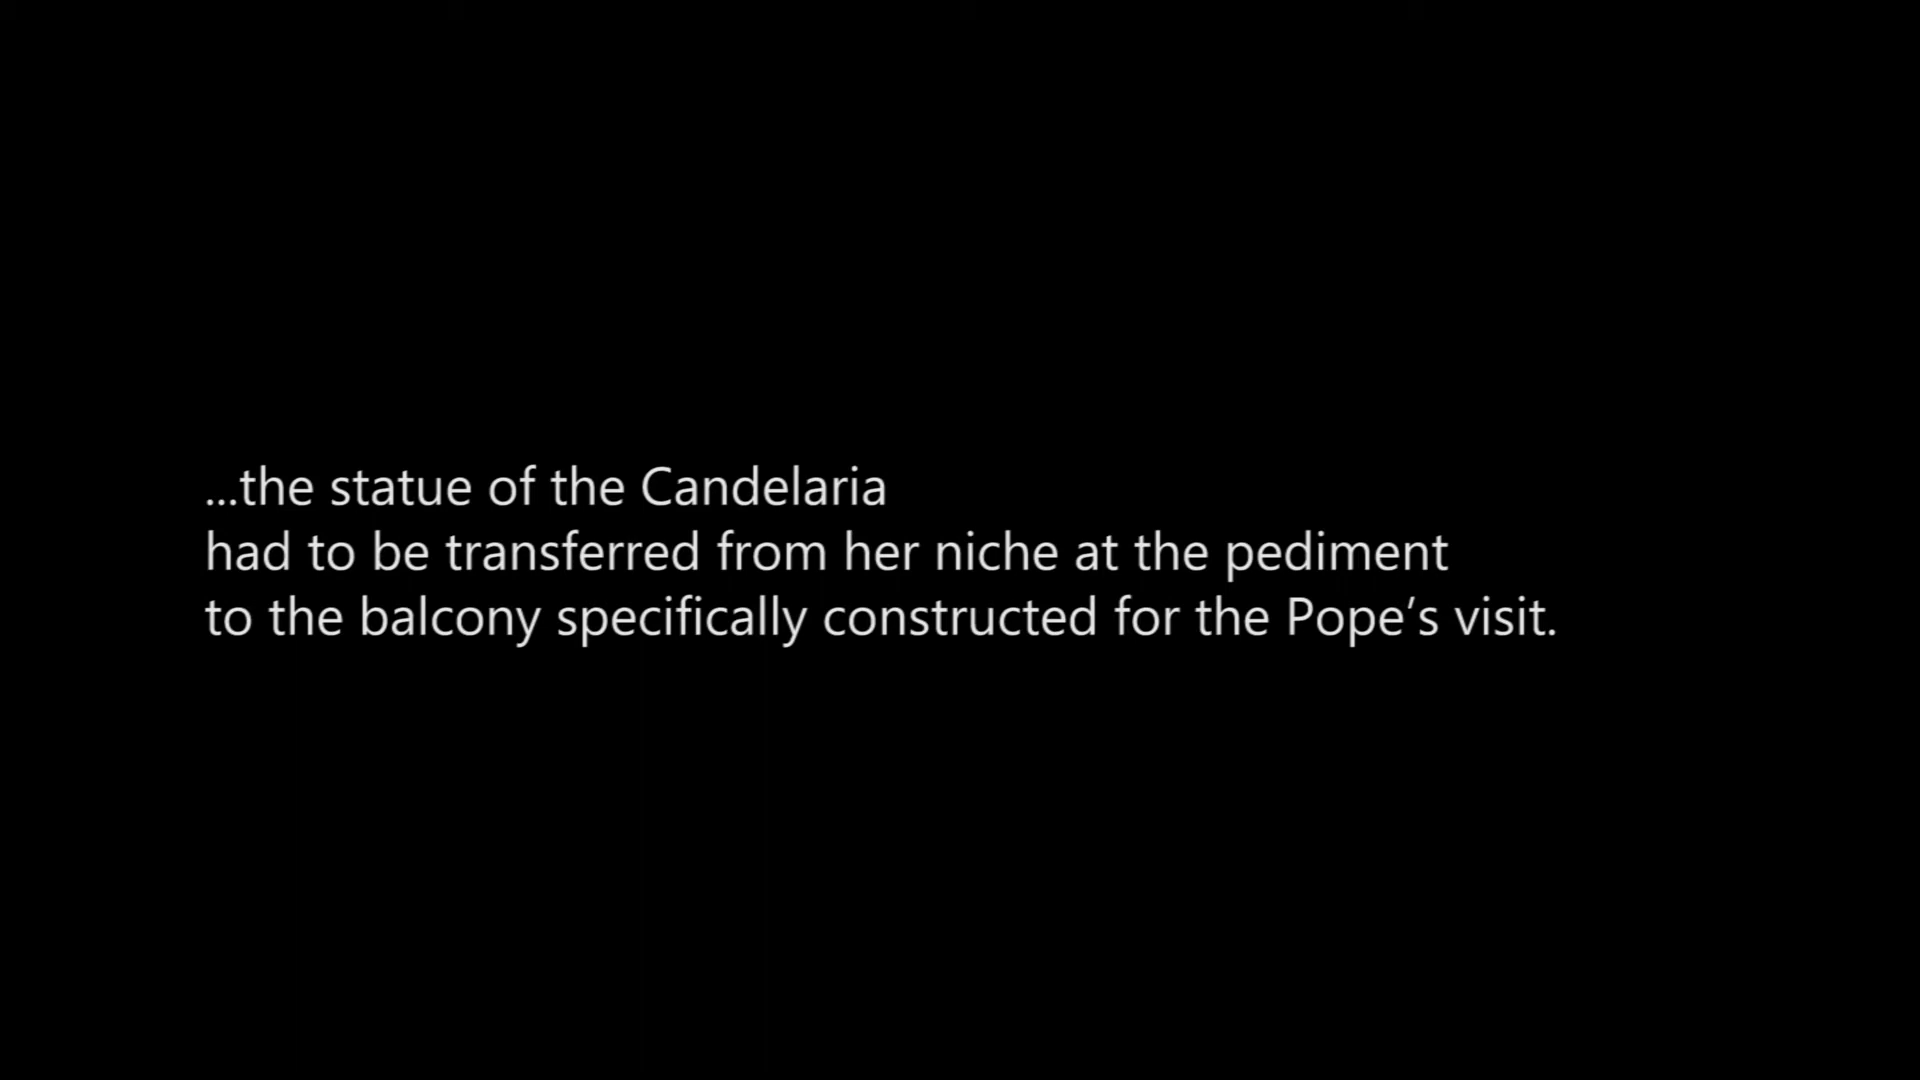 ...the statue of the Candelaria
had to be transferred from her niche at the pediment
to the balcony specifically constructed for the Pope’s visit.